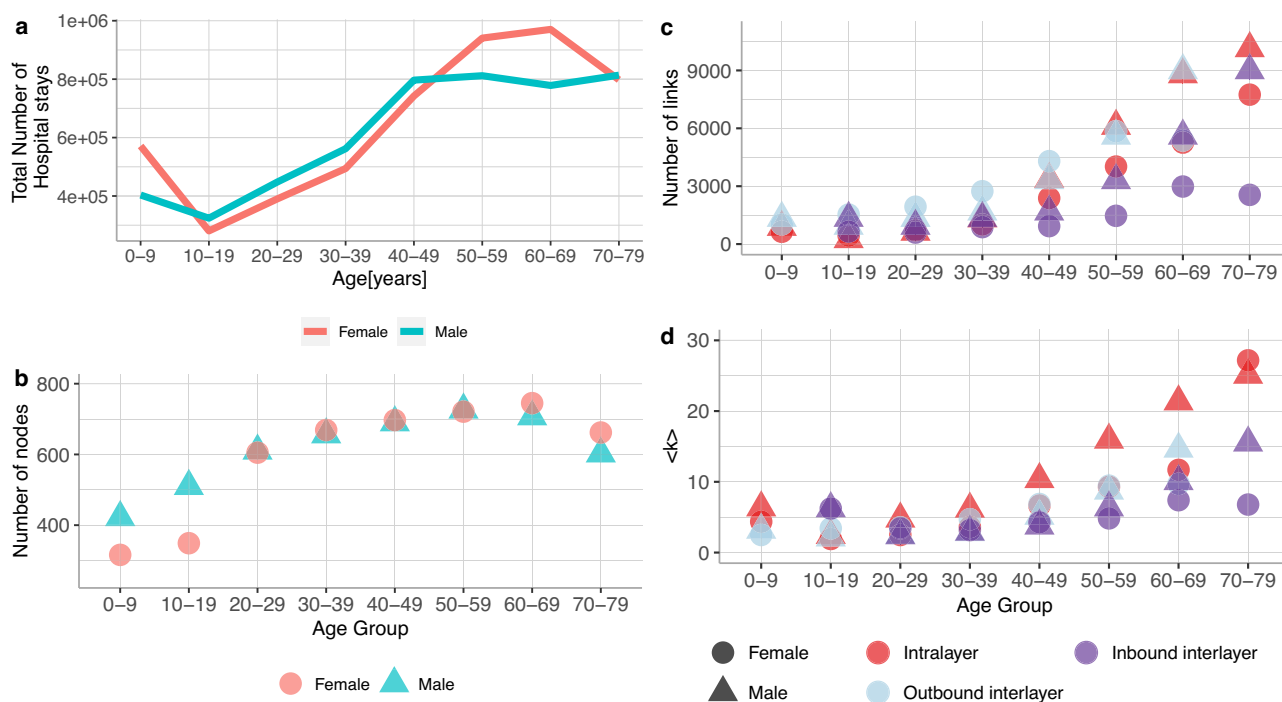 a
Total Number of
Hospital stays
1e+06
8e+05
6e+05
4e+05
0−9 10−19 20−29 30−39 40−49 50−59 60−69 70−79
Age[years]
Female Male
b
Number of nodes
800
600
400
0−9 10−19 20−29 30−39 40−49 50−59 60−69 70−79
Age Group
Female Male
c
Number of links
9000
6000
3000
0
0−9 10−19 20−29 30−39 40−49 50−59 60−69 70−79
d
<k>
30
20
10
0
0−9 10−19 20−29 30−39 40−49 50−59 60−69 70−79
Age Group
Female Intralayer Inbound interlayer
Male Outbound interlayer